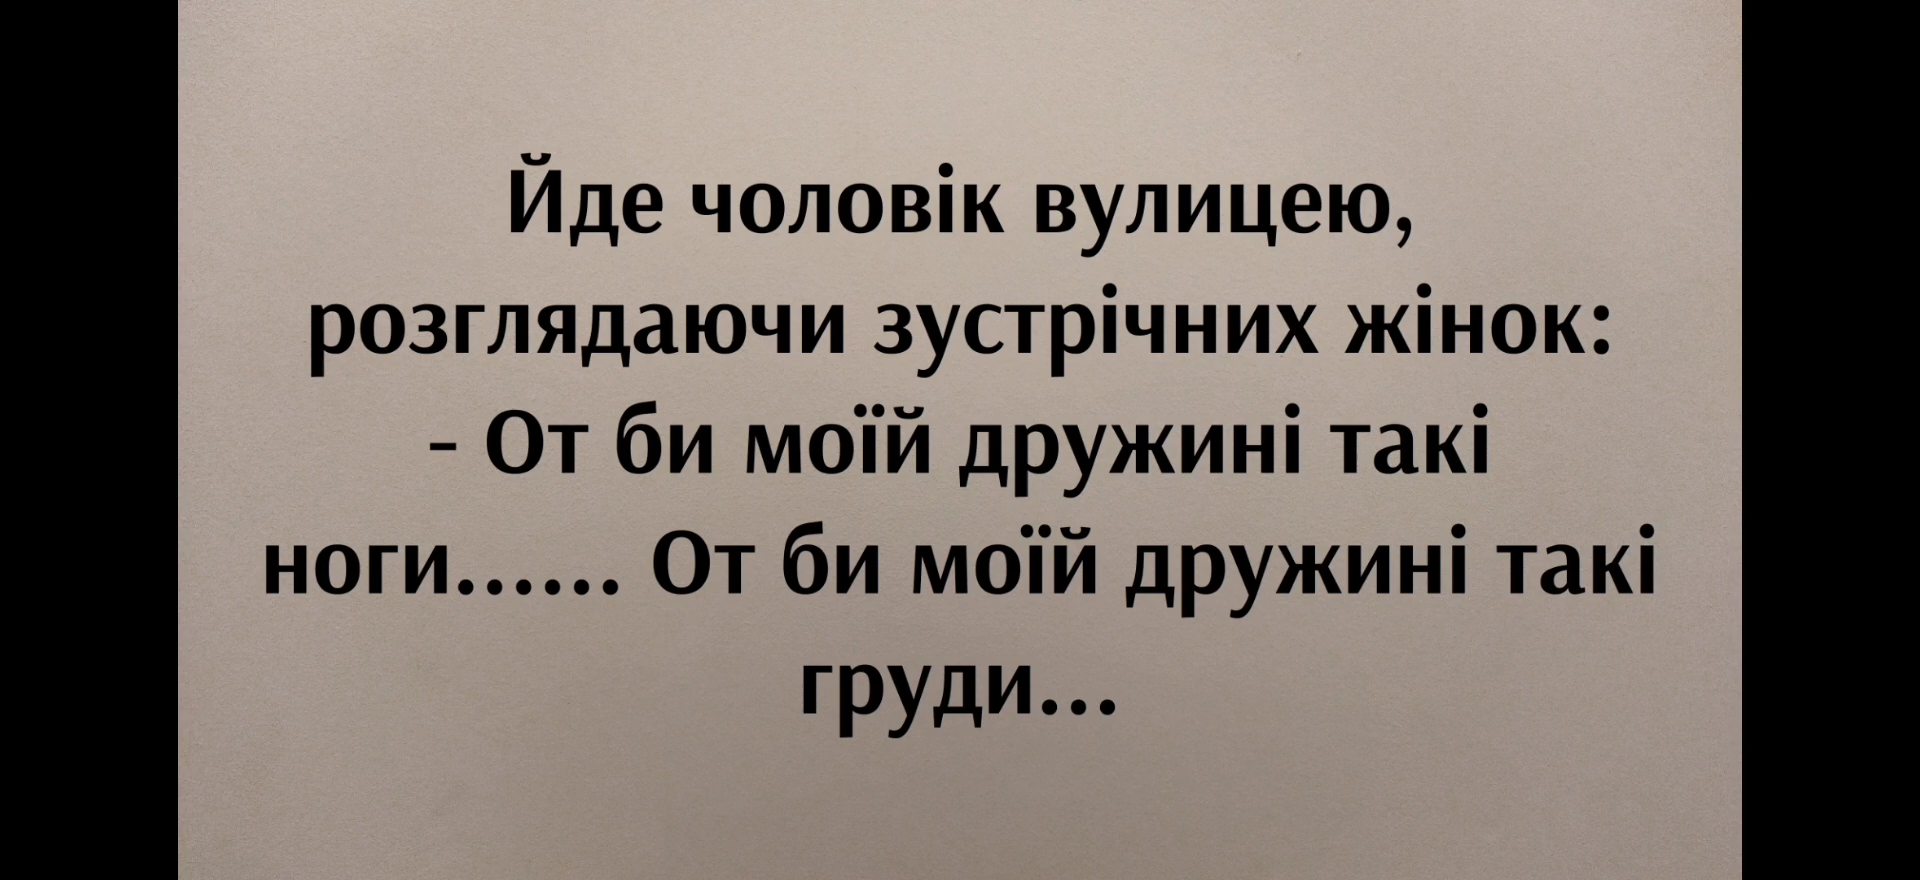 Йде чоловік вулицею,
розглядаючи зустрічних жінок:
- От би моїй дружині такі
ноги...... От би моїй дружині такі
груди...